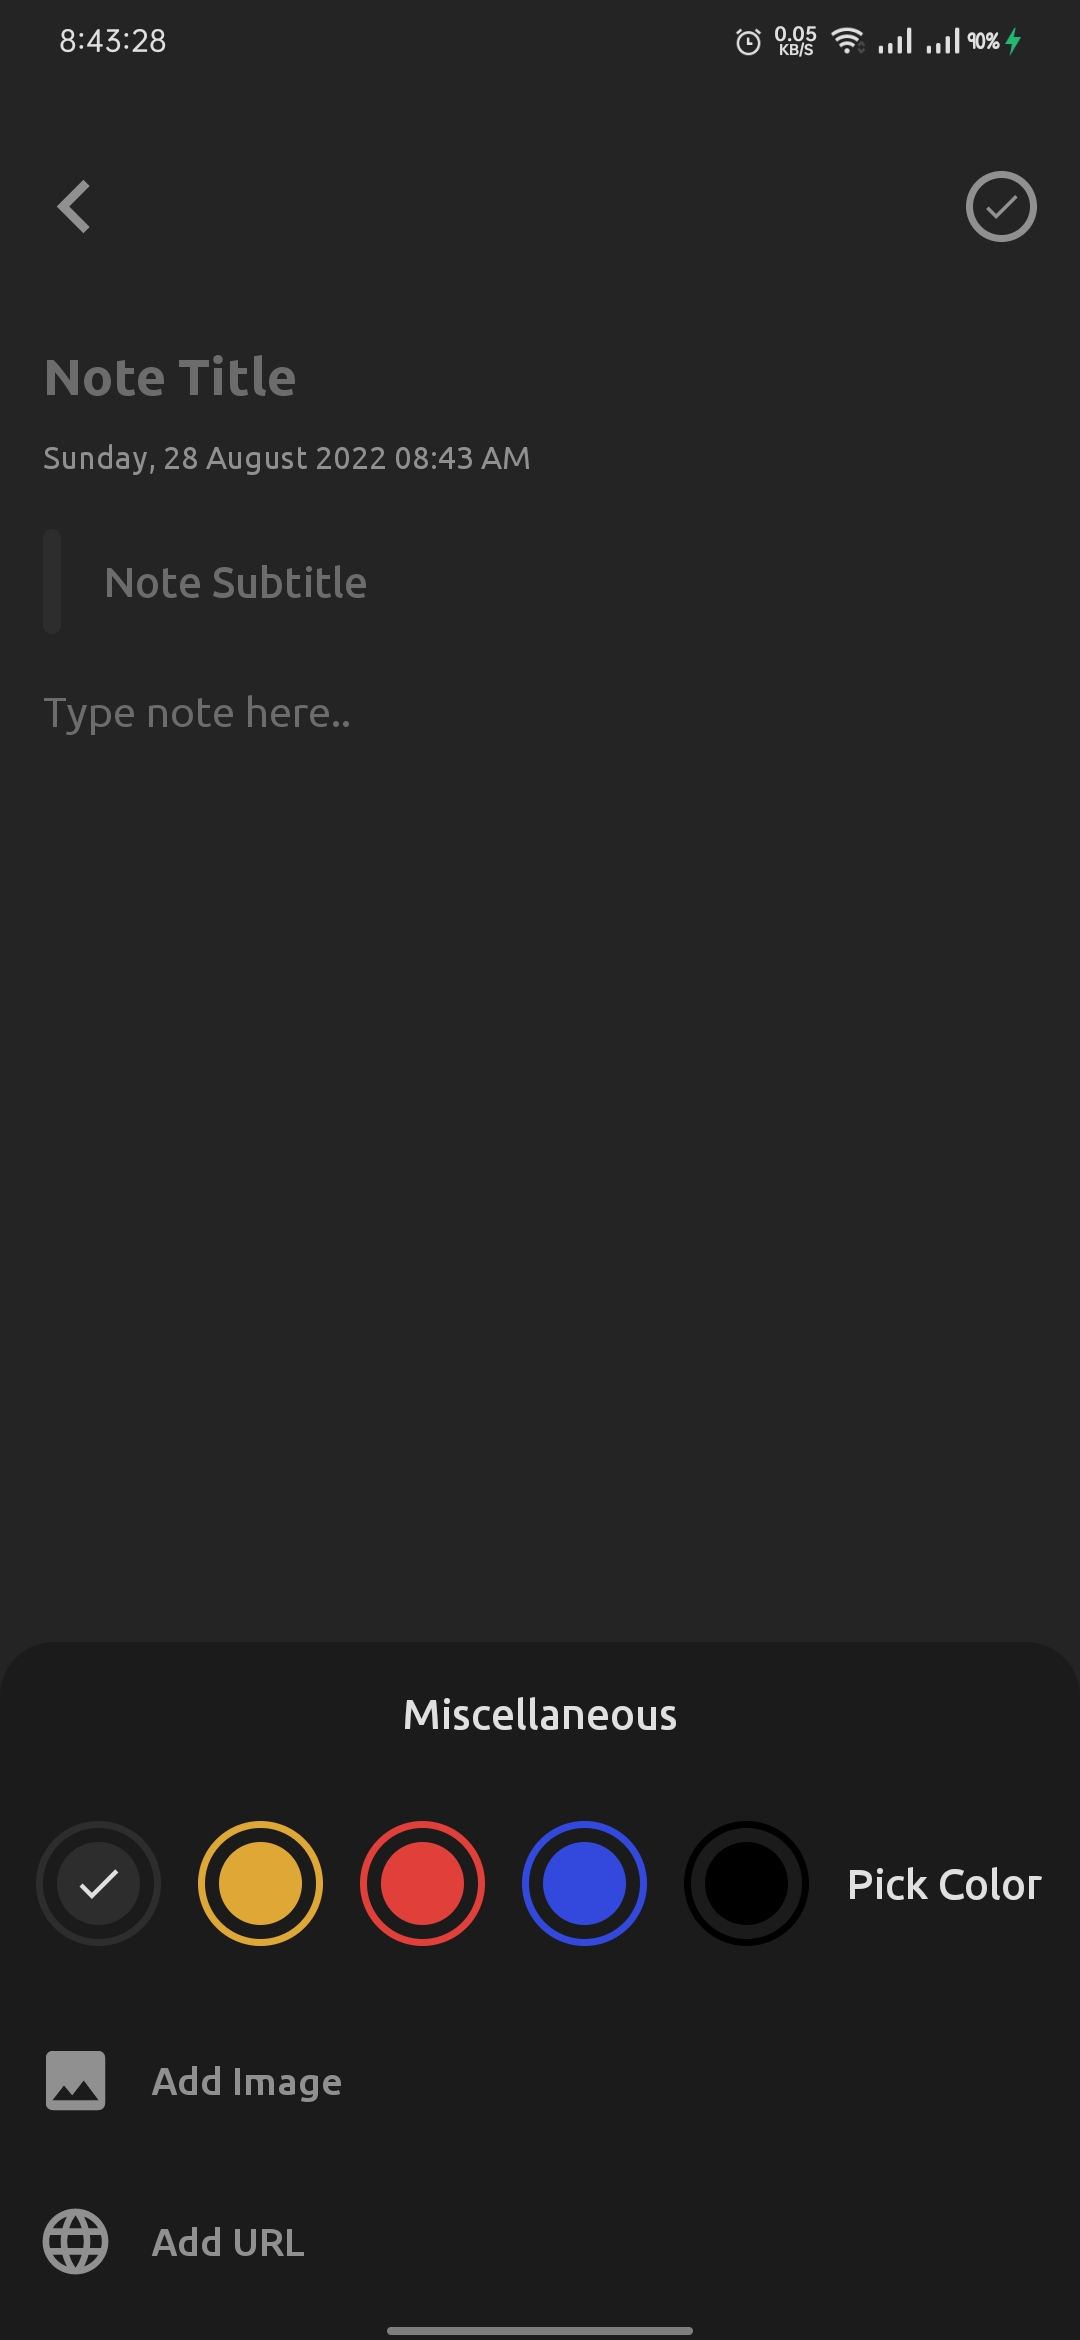 8:43:28 0.05 KB/S 90%
Note Title
Sunday, 28 August 2022 08:43 AM
Note Subtitle
Type note here..
Miscellaneous
Pick Color
Add Image
Add URL